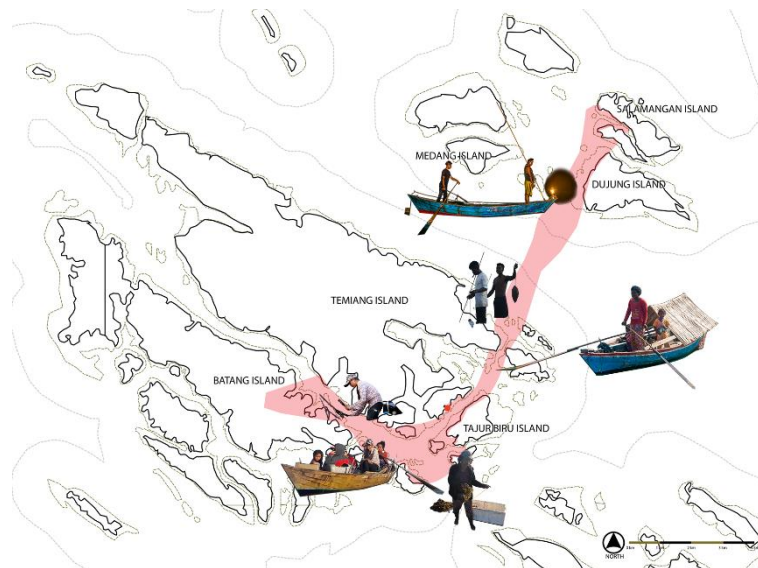 SALAMANGAN ISLAND
MEDANG ISLAND
DUJUNG ISLAND
TEMIANG ISLAND
BATANG ISLAND
TAJUR BIRU ISLAND
NORTH